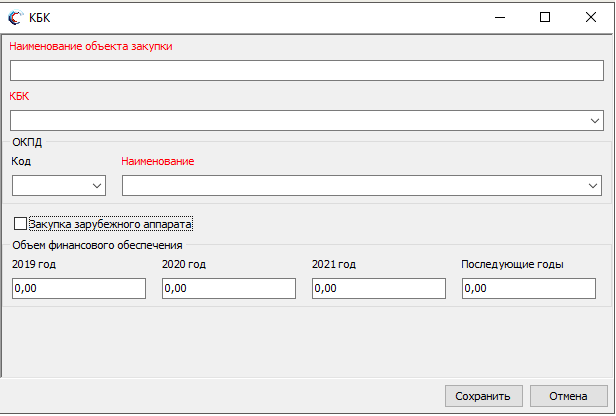 КБК
Наименование объекта закупки
КБК
ОКПД
Код Наименование
Закупка зарубежного аппарата
Объем финансового обеспечения
2019 год 2020 год 2021 год Последующие годы
0,00 0,00 0,00 0,00
Сохранить Отмена